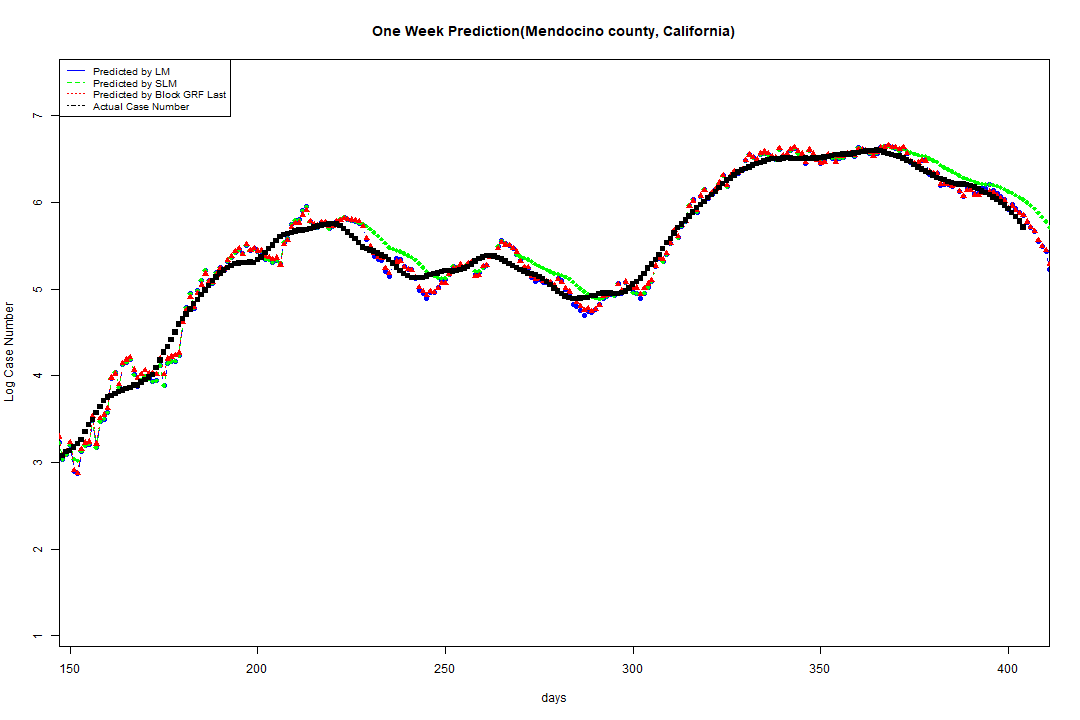 One Week Prediction(Mendocino county, California)
Predicted by LM
Predicted by SLM
Predicted by Block GRF Last
Actual Case Number
7
6
5
4
3
2
1
Log Case Number
150 200 250 300 350 400
days